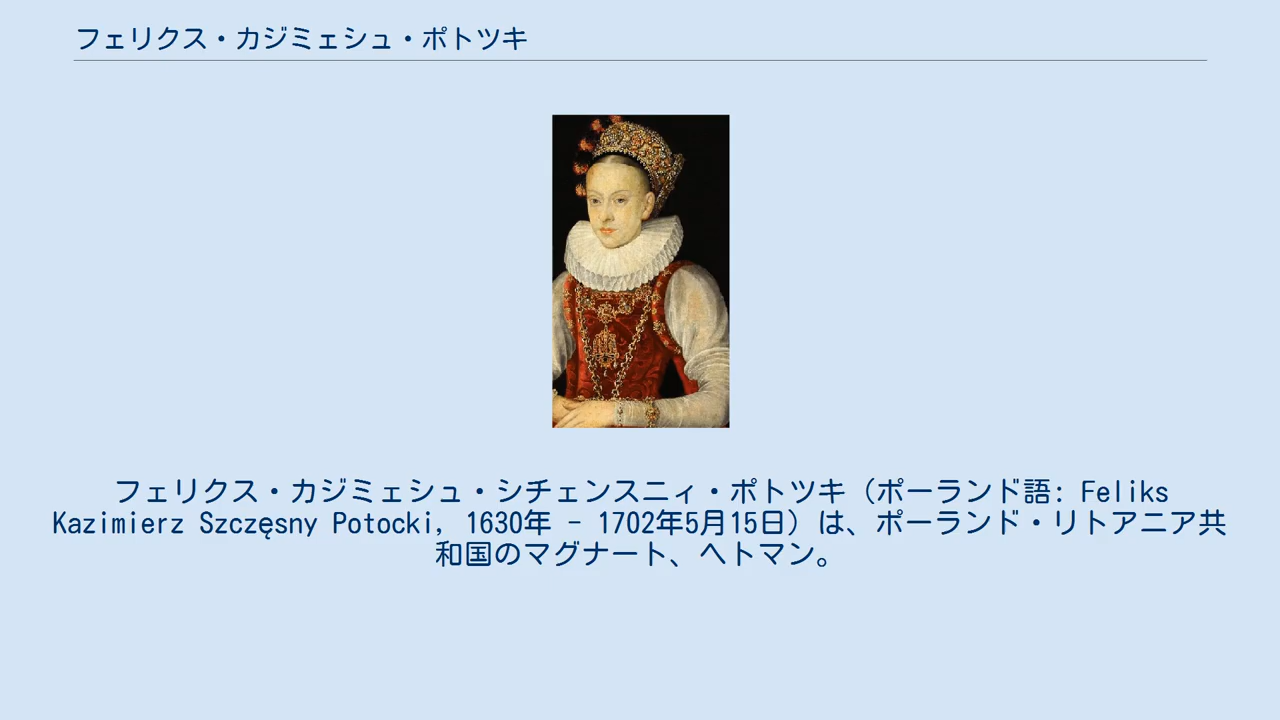 フェリクス・カジミェシュ・ポトツキ
フェリクス・カジミェシュ・シチェンスニィ・ポトツキ（ポーランド語: Feliks
Kazimierz Szczęsny Potocki, 1630年 - 1702年5月15日）は、ポーランド・リトアニア共
和国のマグナート、ヘトマン。